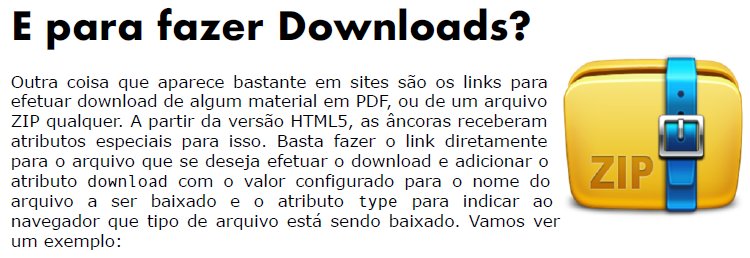 E para fazer Downloads?
Outra coisa que aparece bastante em sites são os links para
efetuar download de algum material em PDF, ou de um arquivo
ZIP qualquer. A partir da versão HTML5, as âncoras receberam
atributos especiais para isso. Basta fazer o link diretamente
para o arquivo que se deseja efetuar o download e adicionar o
atributo download com o valor configurado para o nome do
arquivo a ser baixado e o atributo type para indicar ao
navegador que tipo de arquivo está sendo baixado. Vamos ver
um exemplo:
ZIP